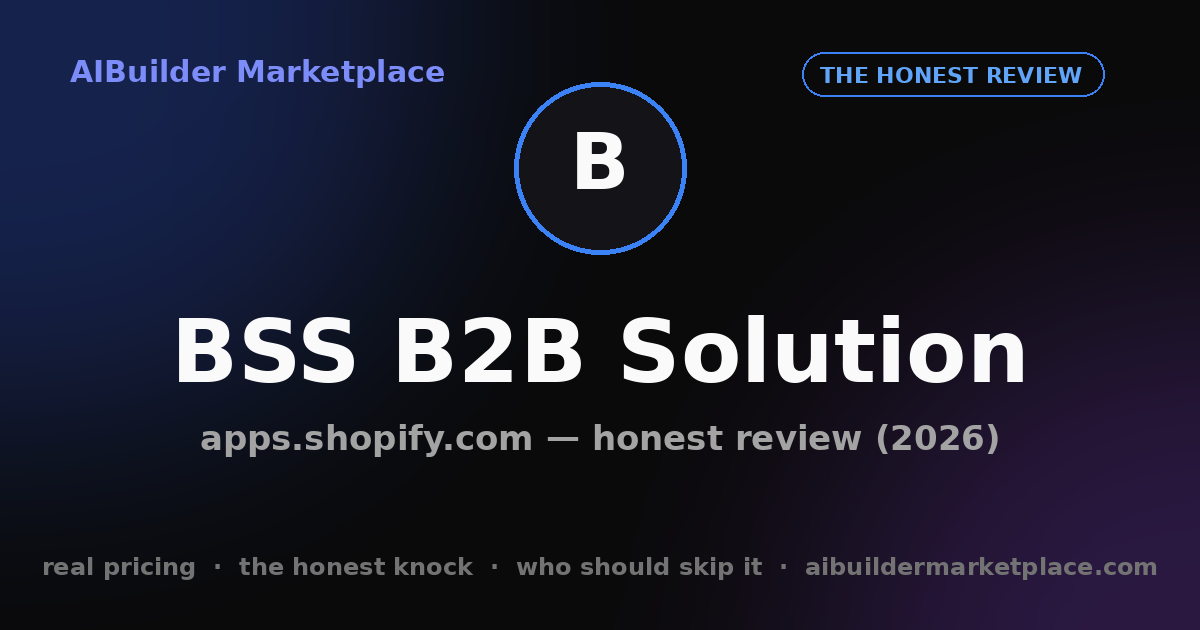 AIBuilder Marketplace
THE HONEST REVIEW
B
BSS B2B Solution
apps.shopify.com — honest review (2026)
real pricing · the honest knock · who should skip it · aibuildermarketplace.com